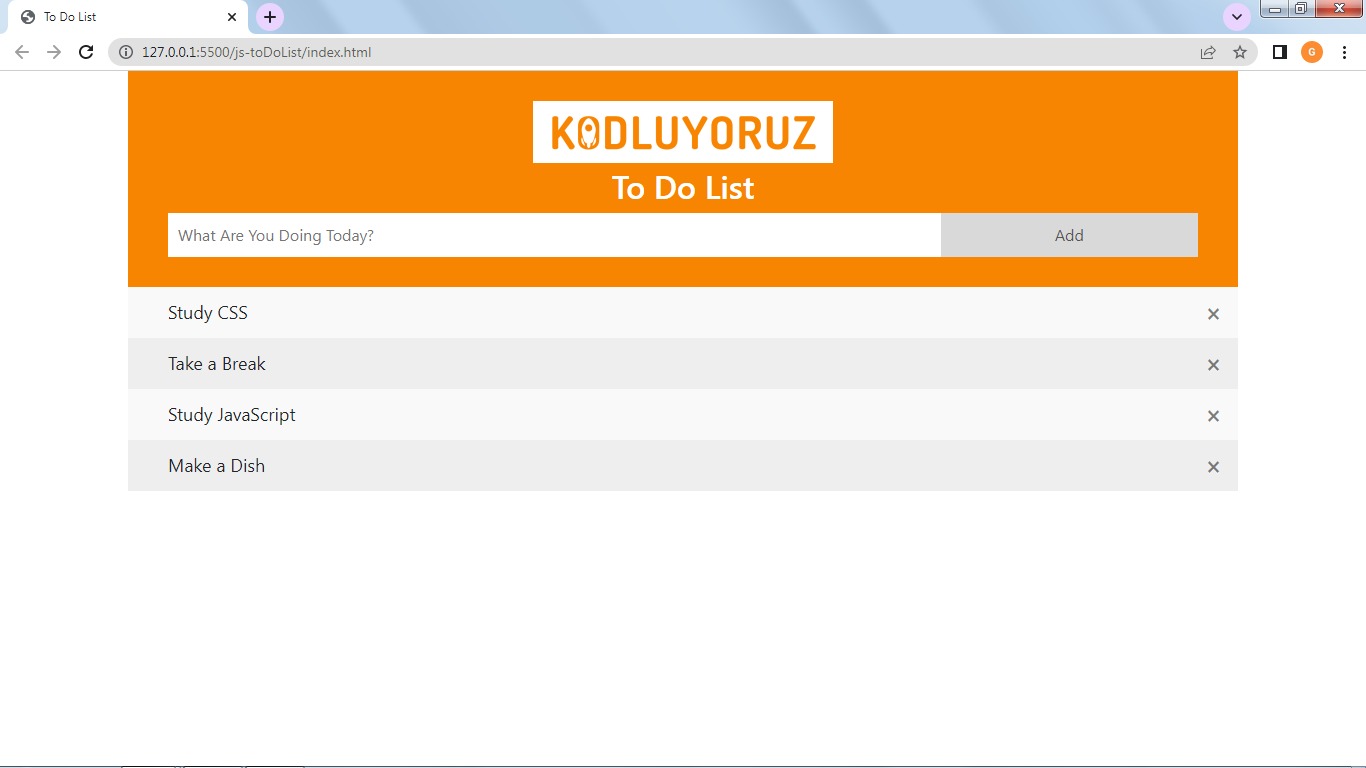 To Do List
127.0.0.1:5500/js-toDoList/index.html
G
KODLUYORUZ
To Do List
What Are You Doing Today?
Add
Study CSS
Take a Break
Study JavaScript
Make a Dish